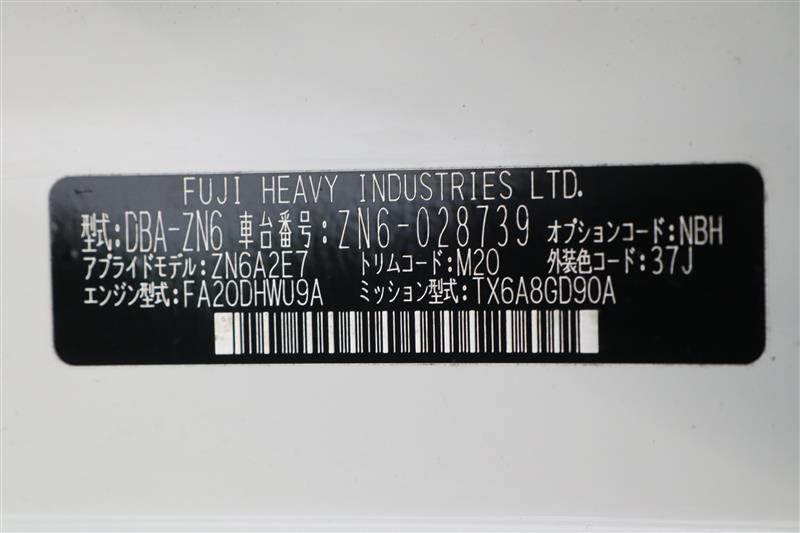 FUJI HEAVY INDUSTRIES LTD.
型式:DBA-ZN6 車台番号:ZN6-028739 オプションコード:NBH
アプライドモデル:ZN6A2E7 トリムコード:M20 外装色コード:37J
エンジン型式:FA20DHWU9A ミッション型式:TX6A8GD90A